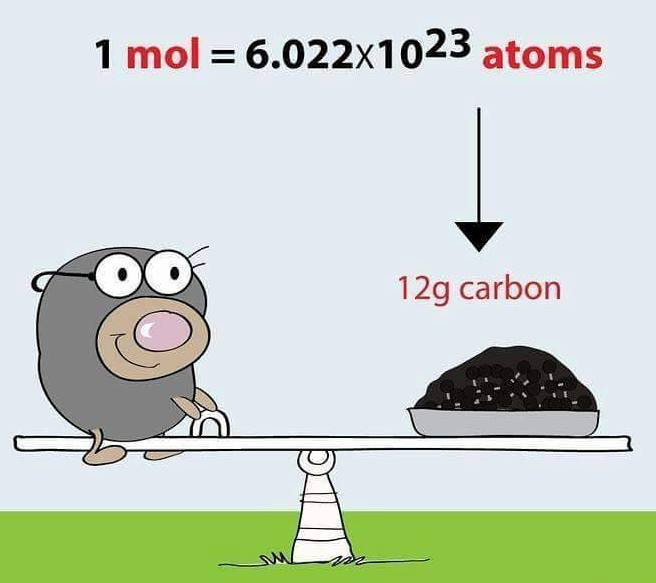 1 mol = 6.022x10²³ atoms
12g carbon